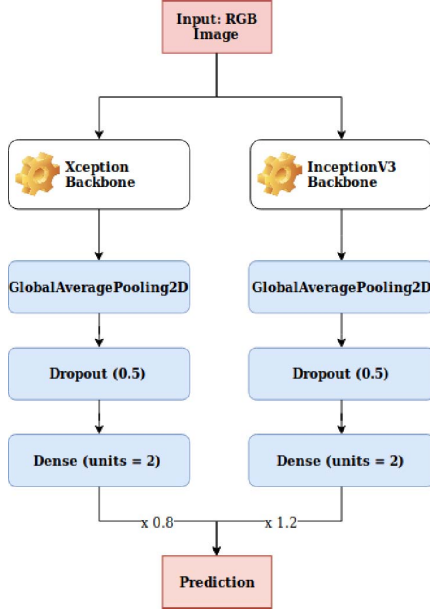 Input: RGB
Image
Xception
Backbone
InceptionV3
Backbone
GlobalAveragePooling2D
GlobalAveragePooling2D
Dropout (0.5)
Dropout (0.5)
Dense (units = 2)
Dense (units = 2)
x 0.8
x 1.2
Prediction